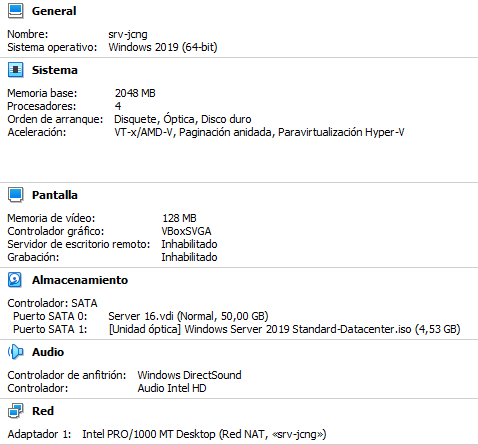 General
Nombre: srv-jcng
Sistema operativo: Windows 2019 (64-bit)
Sistema
Memoria base: 2048 MB
Procesadores: 4
Orden de arranque: Disquete, Óptica, Disco duro
Aceleración: VT-x/AMD-V, Paginación anidada, Paravirtualización Hyper-V
Pantalla
Memoria de vídeo: 128 MB
Controlador gráfico: VBoxSVGA
Servidor de escritorio remoto: Inhabilitado
Grabación: Inhabilitado
Almacenamiento
Controlador: SATA
Puerto SATA 0: Server 16.vdi (Normal, 50,00 GB)
Puerto SATA 1: [Unidad óptica] Windows Server 2019 Standard-Datacenter.iso (4,53 GB)
Audio
Controlador de anfitrión: Windows DirectSound
Controlador: Audio Intel HD
Red
Adaptador 1: Intel PRO/1000 MT Desktop (Red NAT, «srv-jcng»)